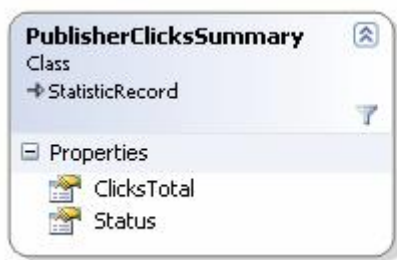 PublisherClicksSummary
Class
StatisticRecord
Properties
ClicksTotal
Status